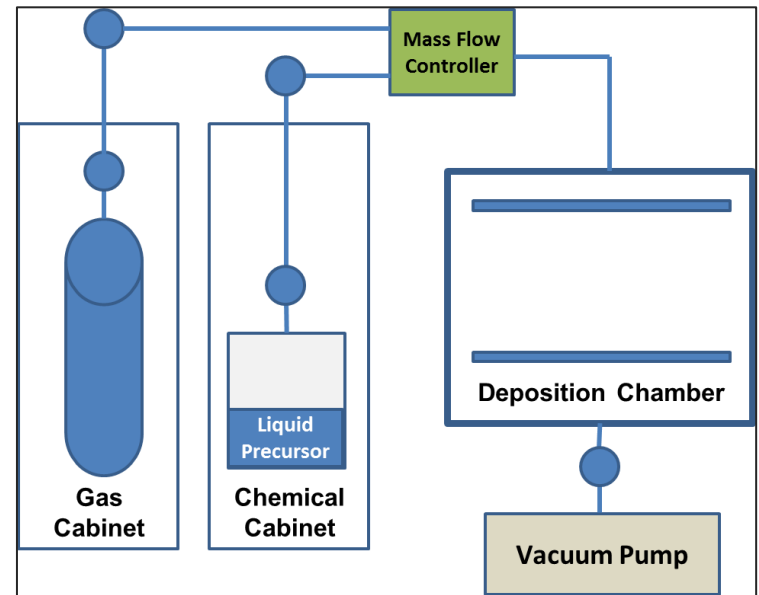 Mass Flow
Controller
Liquid
Precursor
Deposition Chamber
Gas
Cabinet
Chemical
Cabinet
Vacuum Pump